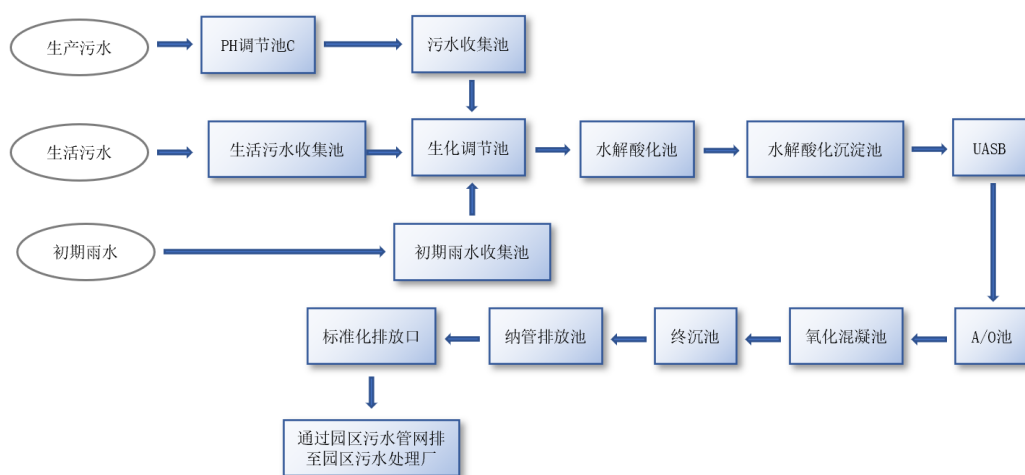 生产污水
PH调节池C
污水收集池
生活污水
生活污水收集池
生化调节池
水解酸化池
水解酸化沉淀池
UASB
初期雨水
初期雨水收集池
标准化排放口
纳管排放池
终沉池
氧化混凝池
A/O池
通过园区污水管网排
至园区污水处理厂